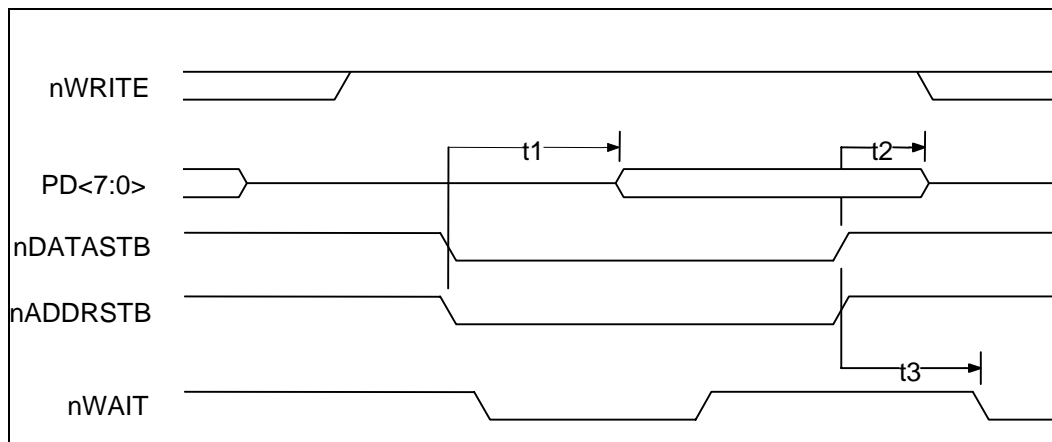 nWRITE
t1
t2
PD<7:0>
nDATASTB
nADDRSTB
t3
nWAIT